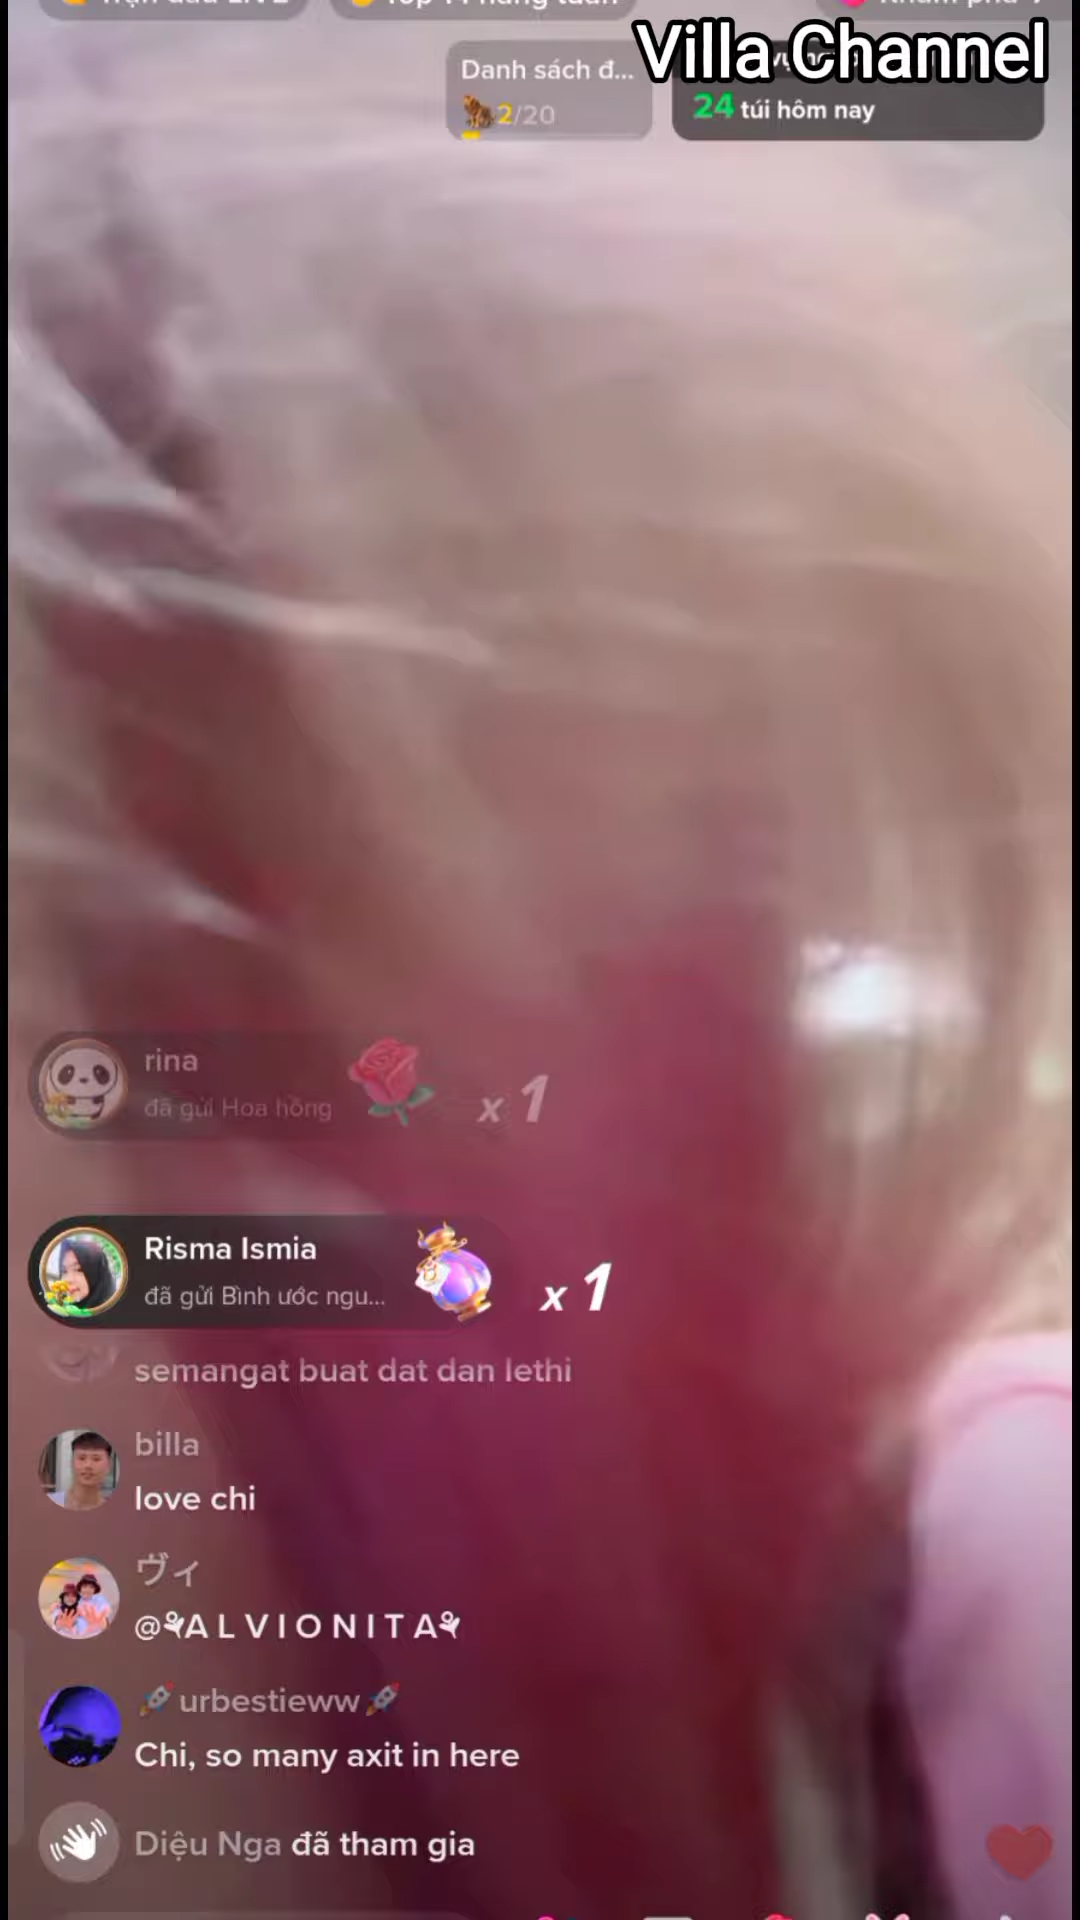 Villa Channel
Danh sách đ...
2/20
24 túi hôm nay
rina
đã gửi Hoa hồng
x 1
Risma Ismia
đã gửi Bình ước ngu...
x 1
semangat buat dat dan lethi
billa
love chi
ヴィ
@ৡA L V I O N I T Aৡ
urbestieww
Chi, so many axit in here
Diệu Nga đã tham gia